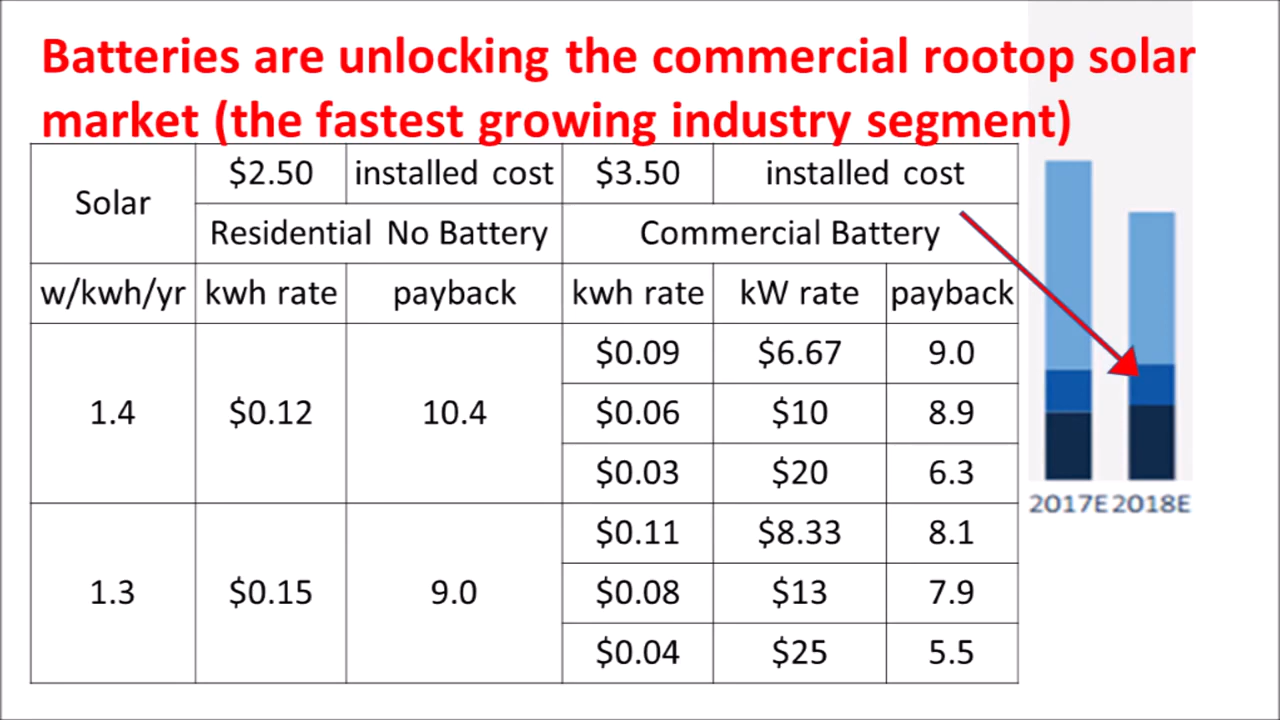 Batteries are unlocking the commercial rootop solar
market (the fastest growing industry segment)
Solar
$2.50 installed cost $3.50 installed cost
Residential No Battery Commercial Battery
w/kwh/yr kwh rate payback kwh rate kW rate payback
$0.09 $6.67 9.0
1.4 $0.12 10.4 $0.06 $10 8.9
$0.03 $20 6.3
$0.11 $8.33 8.1
1.3 $0.15 9.0 $0.08 $13 7.9
$0.04 $25 5.5
2017E 2018E